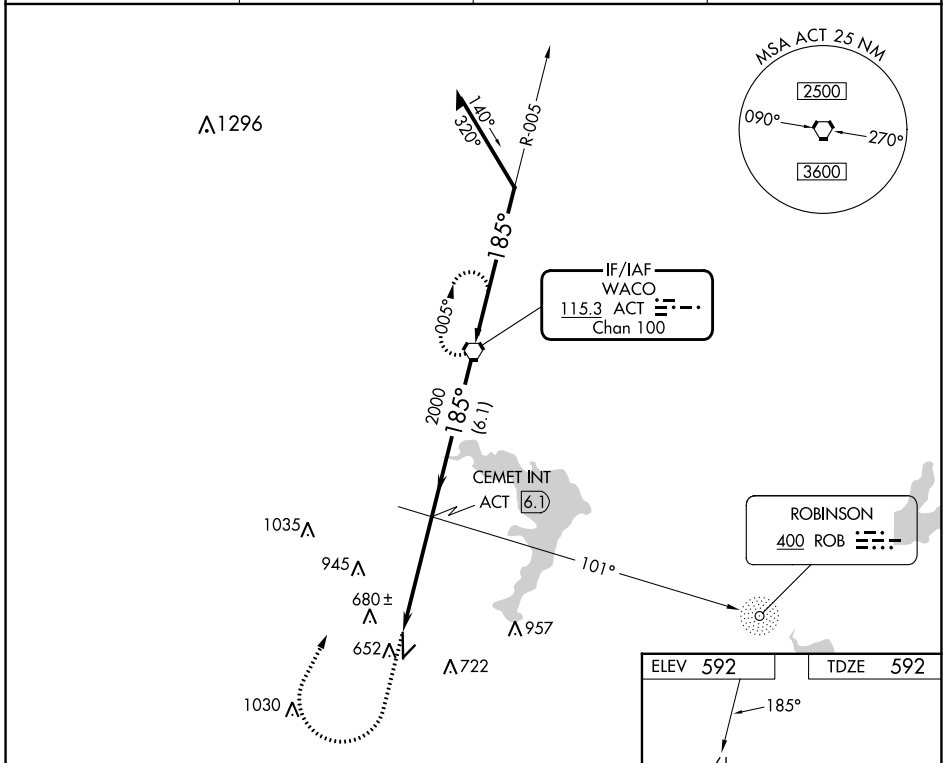 MSA ACT 25 NM
2500
090°
270°
3600
1296
140°
320°
R-005
185°
005°
IF/IAF
WACO
115.3 ACT
Chan 100
2000
185°
(6.1)
CEMET INT
ACT 6.1
1035
945
680 ±
652
101°
ROBINSON
400 ROB
957
722
1030
ELEV 592
TDZE 592
185°